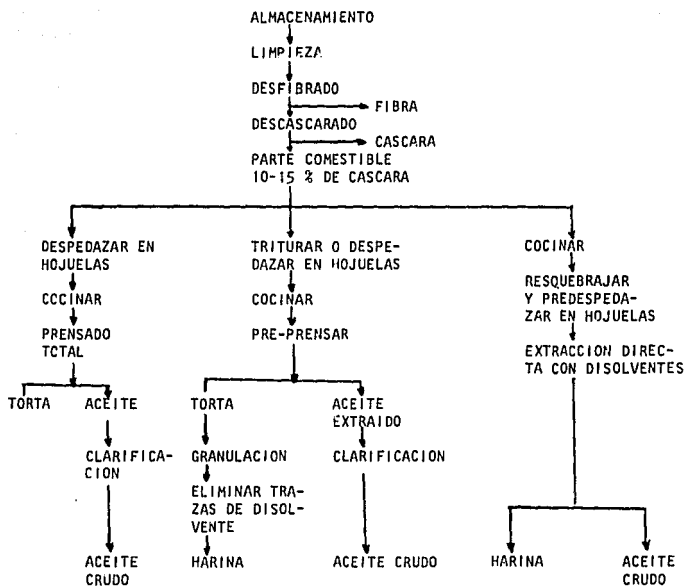 ALMACENAMIENTO
LIMPIEZA
DESFIBRADO
FIBRA
DESCASCARADO
CASCARA
PARTE COMESTIBLE
10-15 % DE CASCARA
DESPEDAZAR EN
HOJUELAS
CCCINAR
PRENSADO
TCTAL
TORTA
ACEITE
CLARIFICA-
CION
ACEITE
CRUDO
TRITURAR O DESPE-
DAZAR EN HOJUELAS
COCINAR
PRE-PRENSAR
TORTA
GRANULACION
ELIMINAR TRA-
ZAS DE DISOL-
VENTE
HARINA
ACEITE
EXTRAIDO
CLARIFICACION
ACEITE CRUDO
COCINAR
RESQUEBRAJAR
Y PREDESPEDA-
ZAR EN HOJUELAS
EXTRACCION DIREC-
TA CON DISOLVENTES
HARINA
ACEITE
CRUDO